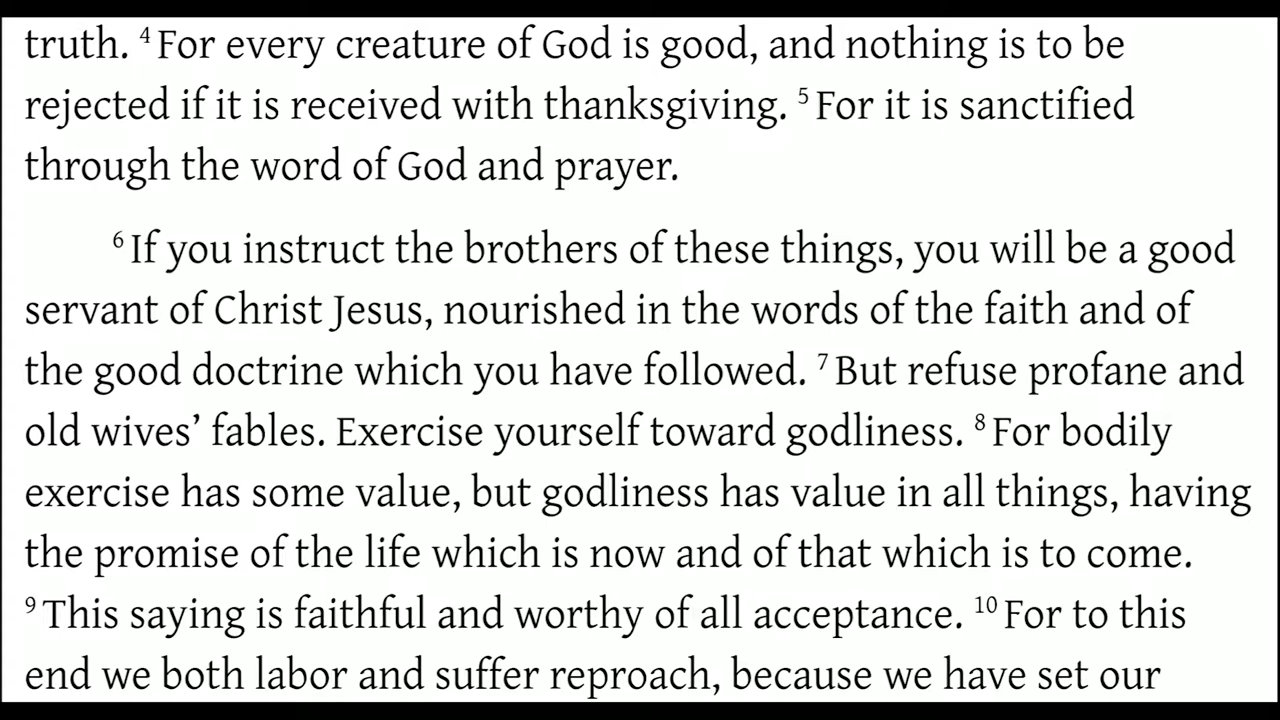 truth. 4 For every creature of God is good, and nothing is to be
rejected if it is received with thanksgiving. 5 For it is sanctified
through the word of God and prayer.
6 If you instruct the brothers of these things, you will be a good
servant of Christ Jesus, nourished in the words of the faith and of
the good doctrine which you have followed. 7 But refuse profane and
old wives’ fables. Exercise yourself toward godliness. 8 For bodily
exercise has some value, but godliness has value in all things, having
the promise of the life which is now and of that which is to come.
9 This saying is faithful and worthy of all acceptance. 10 For to this
end we both labor and suffer reproach, because we have set our